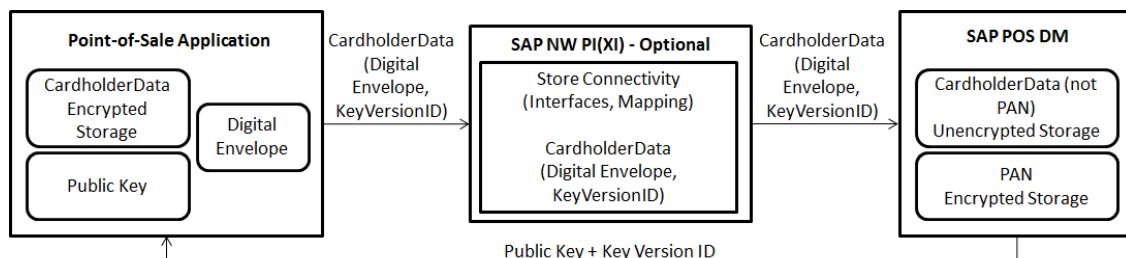 Point-of-Sale Application
CardholderData
Encrypted
Storage
Digital
Envelope
Public Key
CardholderData
(Digital
Envelope,
KeyVersionID)
SAP NW PI(XI) - Optional
Store Connectivity
(Interfaces, Mapping)
CardholderData
(Digital Envelope,
KeyVersionID)
CardholderData
(Digital
Envelope,
KeyVersionID)
SAP POS DM
CardholderData (not
PAN)
Unencrypted Storage
PAN
Encrypted Storage
Public Key + Key Version ID